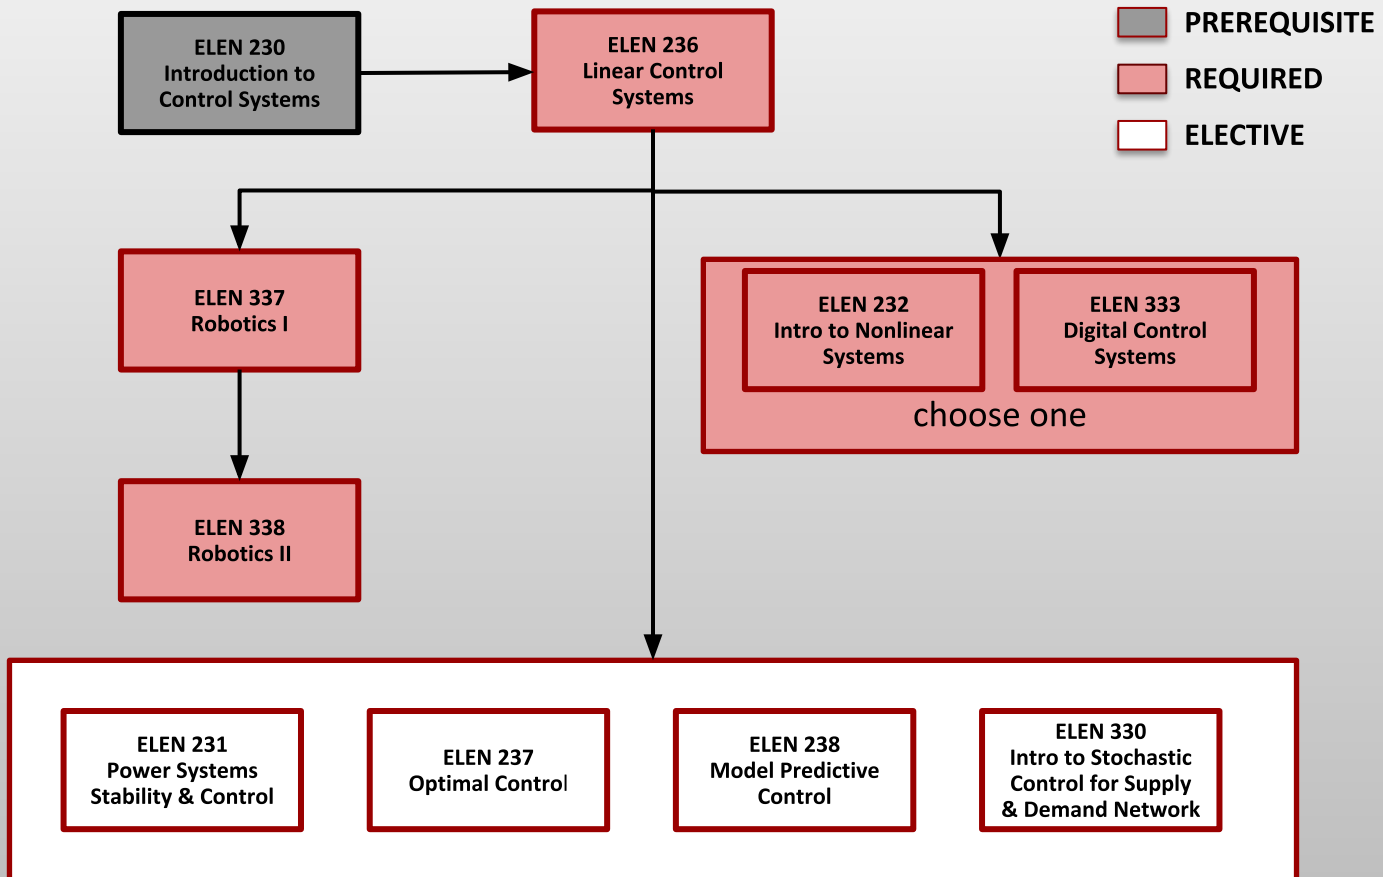 ELEN 230
Introduction to
Control Systems
ELEN 236
Linear Control
Systems
PREREQUISITE
REQUIRED
ELECTIVE
ELEN 337
Robotics I
ELEN 232
Intro to Nonlinear
Systems
ELEN 333
Digital Control
Systems
choose one
ELEN 338
Robotics II
ELEN 231
Power Systems
Stability & Control
ELEN 237
Optimal Control
ELEN 238
Model Predictive
Control
ELEN 330
Intro to Stochastic
Control for Supply
& Demand Network